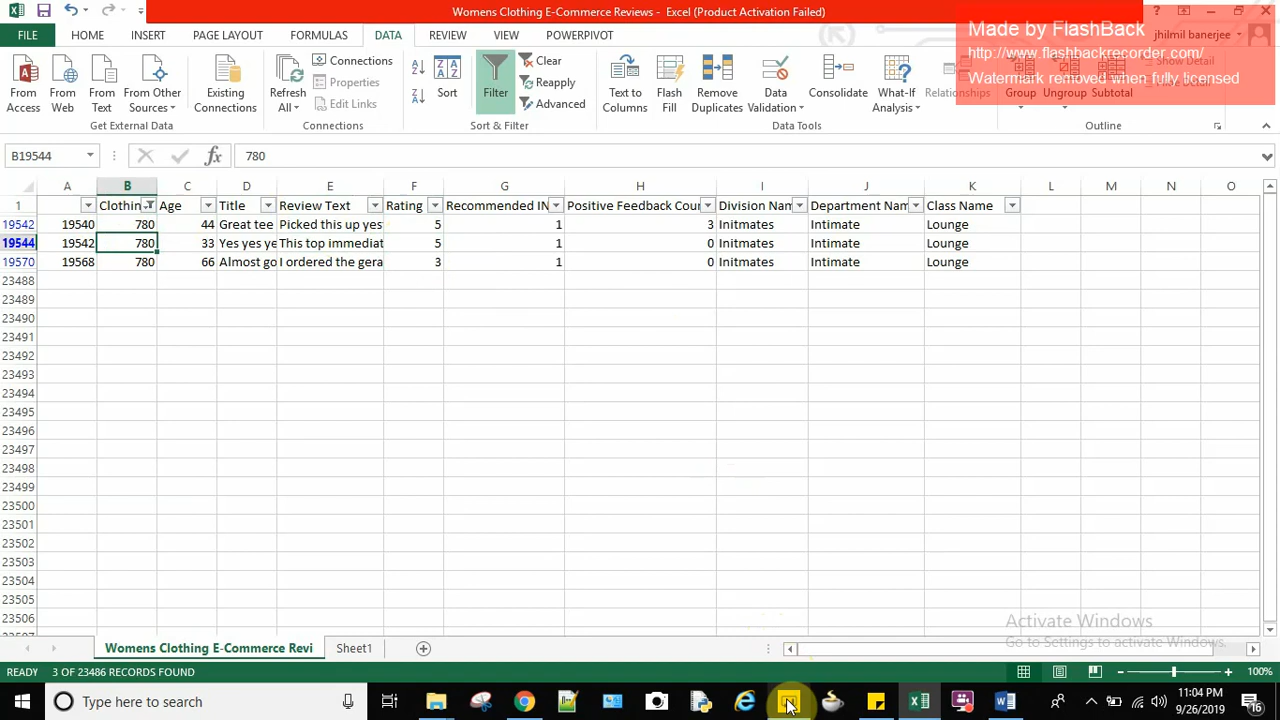 Womens Clothing E-Commerce Reviews - Excel (Product Activation Failed)
?
Made by FlashBack
http://www.flashbackrecorder.com/
Watermark removed when fully licensed
FILE HOME INSERT PAGE LAYOUT FORMULAS DATA REVIEW VIEW POWERPIVOT jhilmil banerjee
From Access
From Web
From Text
From Other Sources
Existing Connections
Refresh All
Connections
Properties
Edit Links
Sort
Filter
Clear
Reapply
Advanced
Text to Columns
Flash Fill
Remove Duplicates
Data Validation
Consolidate
What-If Analysis
Relationships
Group
Ungroup
Subtotal
Show Detail
Get External Data Connections Sort & Filter Data Tools Outline
B19544 fx 780
A B C D E F G H I J K L M N O
1 Clothin Age Title Review Text Rating Recommended IN Positive Feedback Cour Division Nam Department Nam Class Name
19542 19540 780 44 Great tee Picked this up yes 5 1 3 Initmates Intimate Lounge
19544 19542 780 33 Yes yes ye This top immediat 5 1 0 Initmates Intimate Lounge
19570 19568 780 66 Almost go I ordered the gera 3 1 0 Initmates Intimate Lounge
23488
23489
23490
23491
23492
23493
23494
23495
23496
23497
23498
23499
23500
23501
23502
23503
23504
23505
23506
Activate Windows
Go to Settings to activate Windows.
Womens Clothing E-Commerce Revi Sheet1
READY 3 OF 23486 RECORDS FOUND 100%
Type here to search
11:04 PM
9/26/2019
16